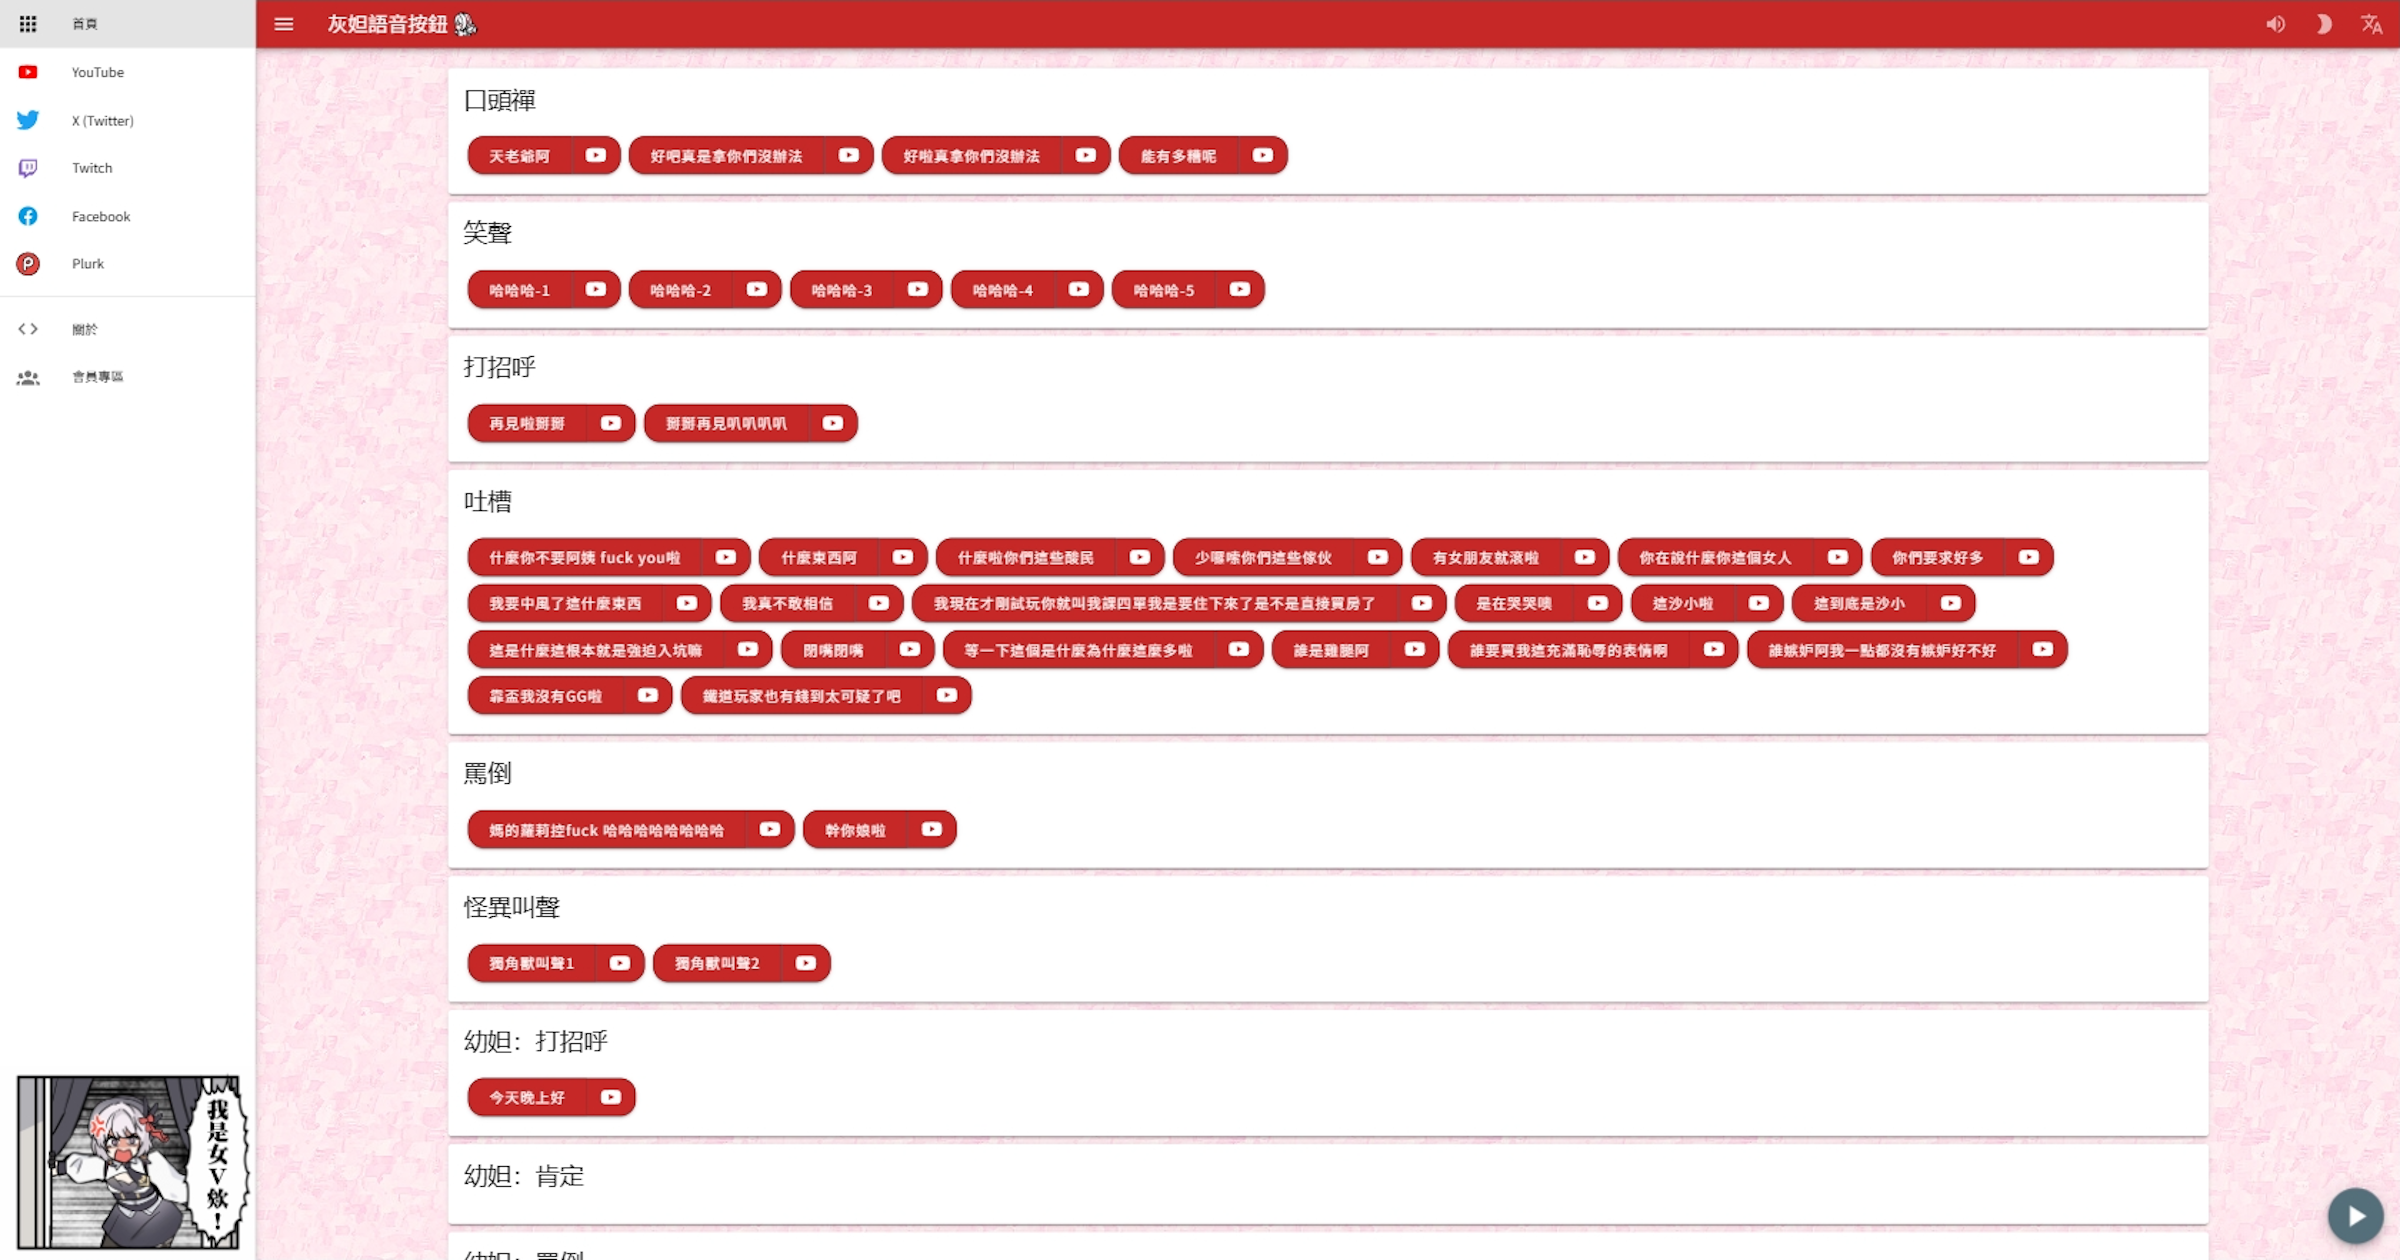 首頁
YouTube
X (Twitter)
Twitch
Facebook
Plurk
關於
會員專區
我是女V欸！
灰妲語音按鈕
口頭禪
天老爺阿 好吧真是拿你們沒辦法 好啦真拿你們沒辦法 能有多糟呢
笑聲
哈哈哈-1 哈哈哈-2 哈哈哈-3 哈哈哈-4 哈哈哈-5
打招呼
再見啦掰掰 掰掰再見叭叭叭叭
吐槽
什麼你不要阿姨 fuck you啦 什麼東西阿 什麼啦你們這些酸民 少囉嗦你們這些傢伙 有女朋友就滾啦 你在說什麼你這個女人 你們要求好多
我要中風了這什麼東西 我真不敢相信 我現在才剛試玩你就叫我課四單我是要住下來了是不是直接買房了 是在哭哭噢 這沙小啦 這到底是沙小
這是什麼這根本就是強迫入坑嘛 閉嘴閉嘴 等一下這個是什麼為什麼這麼多啦 誰是雞腿阿 誰要買我這充滿恥辱的表情啊 誰嫉妒阿我一點都沒有嫉妒好不好
靠盃我沒有GG啦 鐵道玩家也有錢到太可疑了吧
罵倒
媽的蘿莉控fuck 哈哈哈哈哈哈哈哈 幹你娘啦
怪異叫聲
獨角獸叫聲1 獨角獸叫聲2
幼妲：打招呼
今天晚上好
幼妲：肯定
幼妲：罵倒